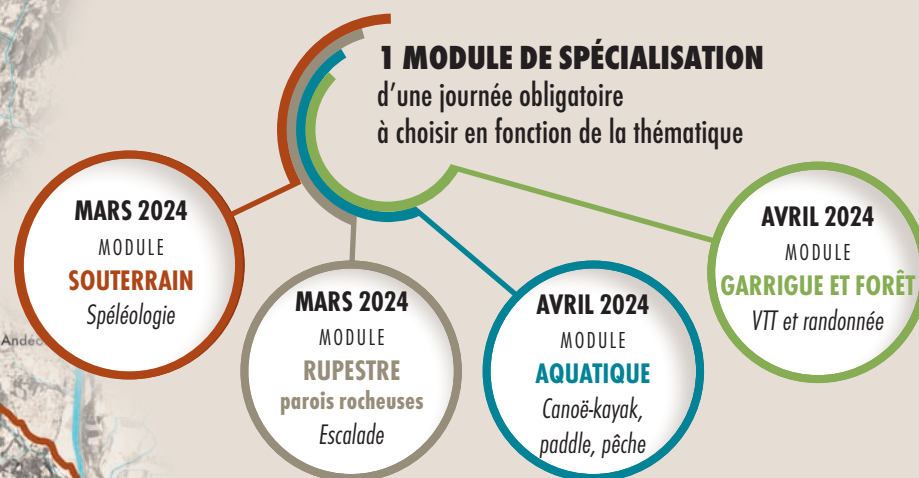 1 MODULE DE SPÉCIALISATION
d'une journée obligatoire
à choisir en fonction de la thématique
MARS 2024
MODULE
SOUTERRAIN
Spéléologie
MARS 2024
MODULE
RUPESTRE
parois rocheuses
Escalade
AVRIL 2024
MODULE
AQUATIQUE
Canoë-kayak,
paddle, pêche
AVRIL 2024
MODULE
GARRIGUE ET FORÊT
VTT et randonnée